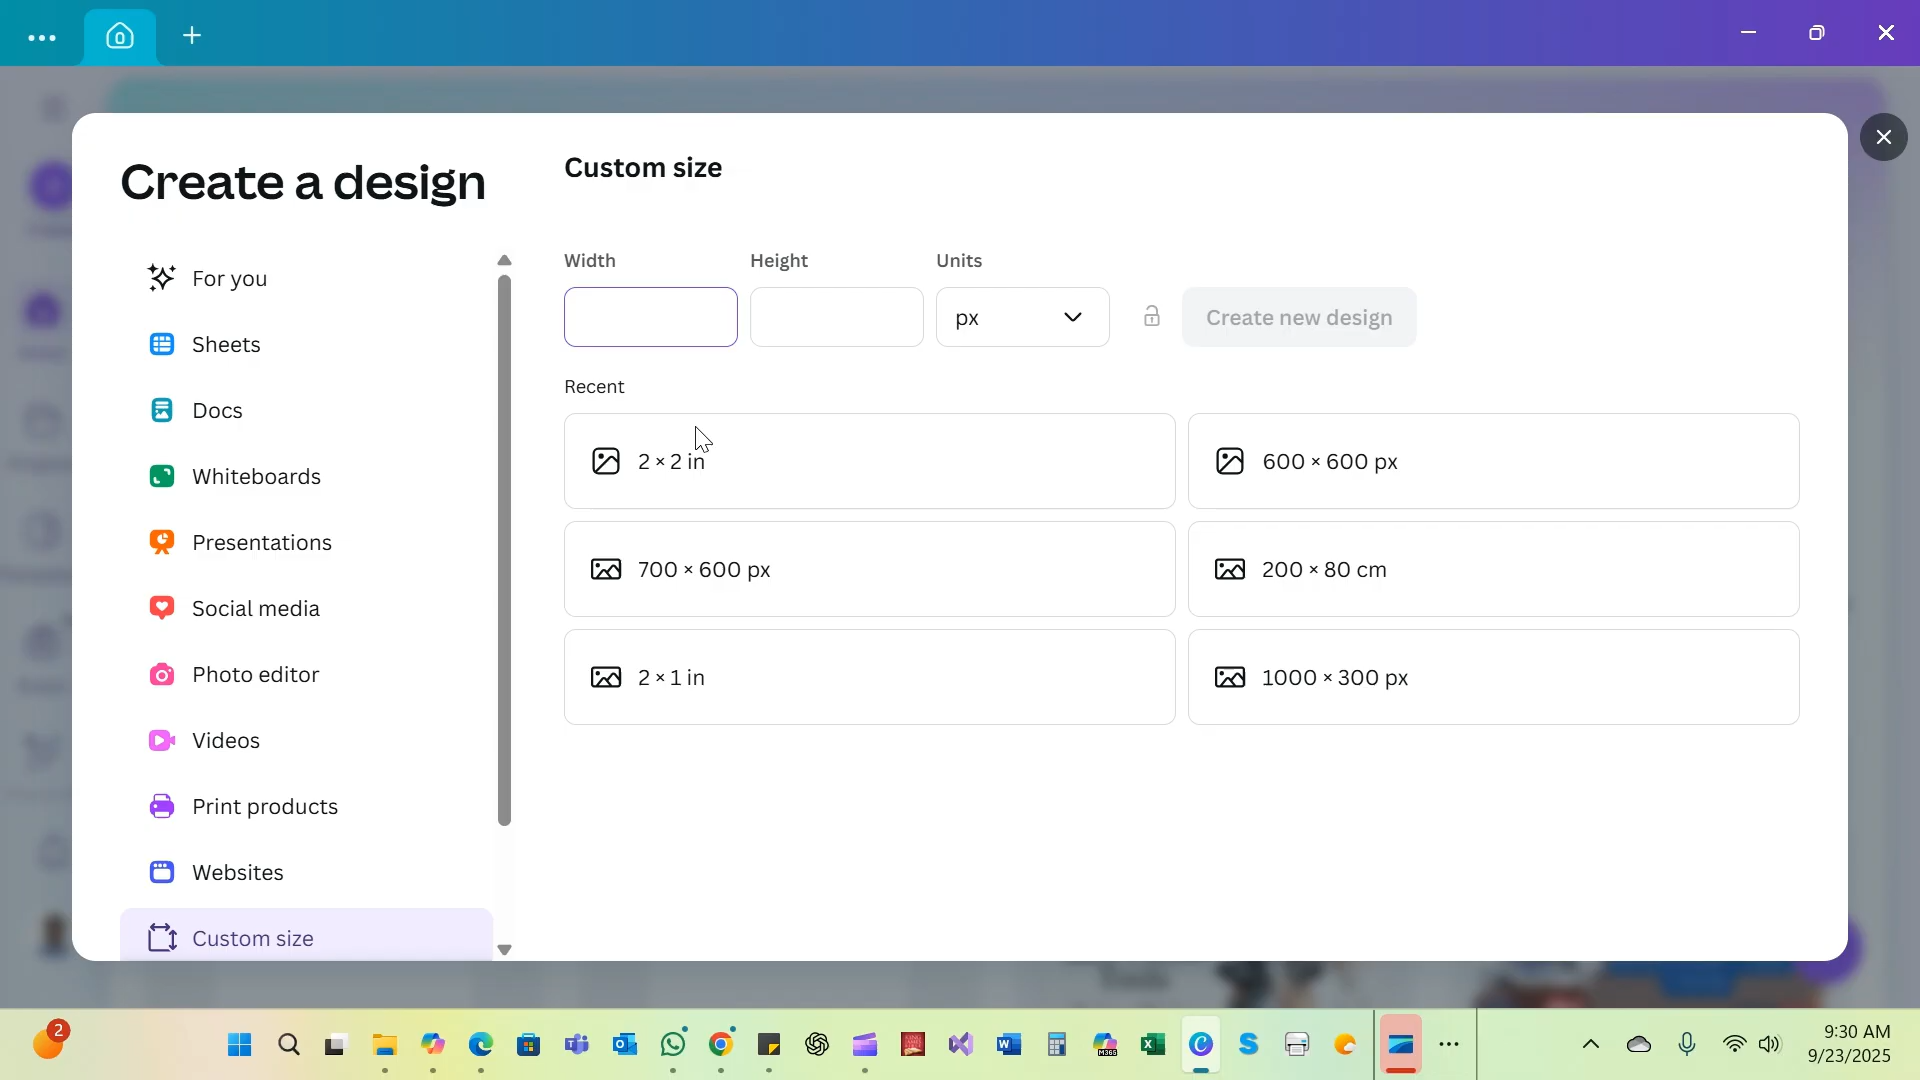 Create a design
Custom size
For you
Sheets
Docs
Whiteboards
Presentations
Social media
Photo editor
Videos
Print products
Websites
Custom size
Width
Height
Units
px
Create new design
Recent
2 × 2 in
600 × 600 px
700 × 600 px
200 × 80 cm
2 × 1 in
1000 × 300 px
2
M365
9:30 AM
9/23/2025